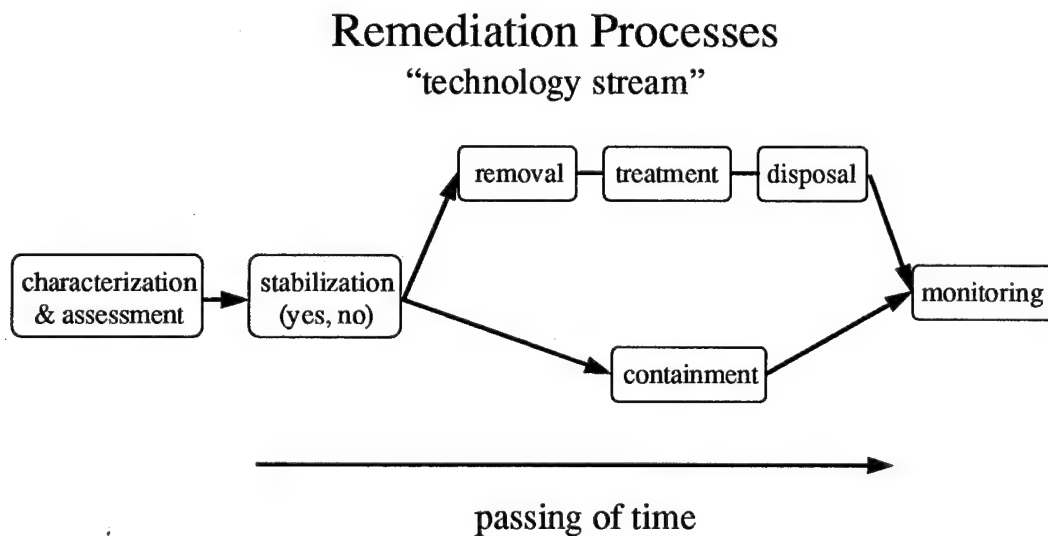 Remediation Processes
“technology stream”
removal
treatment
disposal
characterization
& assessment
stabilization
(yes, no)
monitoring
containment
passing of time